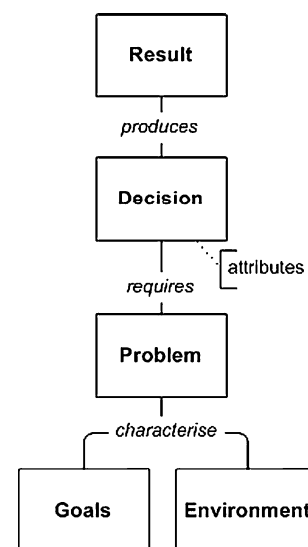 Result
produces
Decision
attributes
requires
Problem
characterise
Goals
Environment